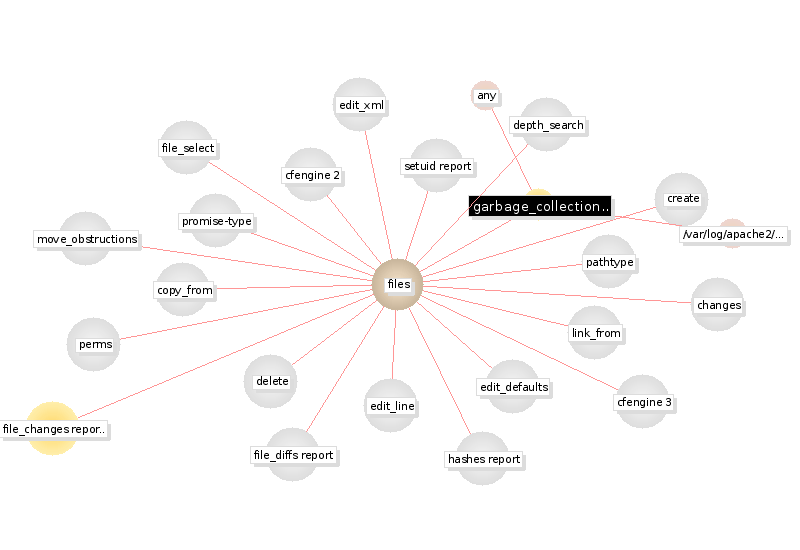 any
edit_xml
depth_search
file_select
setuid report
cfengine 2
create
garbage_collection..
promise-type
/var/log/apache2/...
move_obstructions
pathtype
files
copy_from
changes
link_from
perms
delete
edit_defaults
edit_line
cfengine 3
file_changes repor..
file_diffs report
hashes report